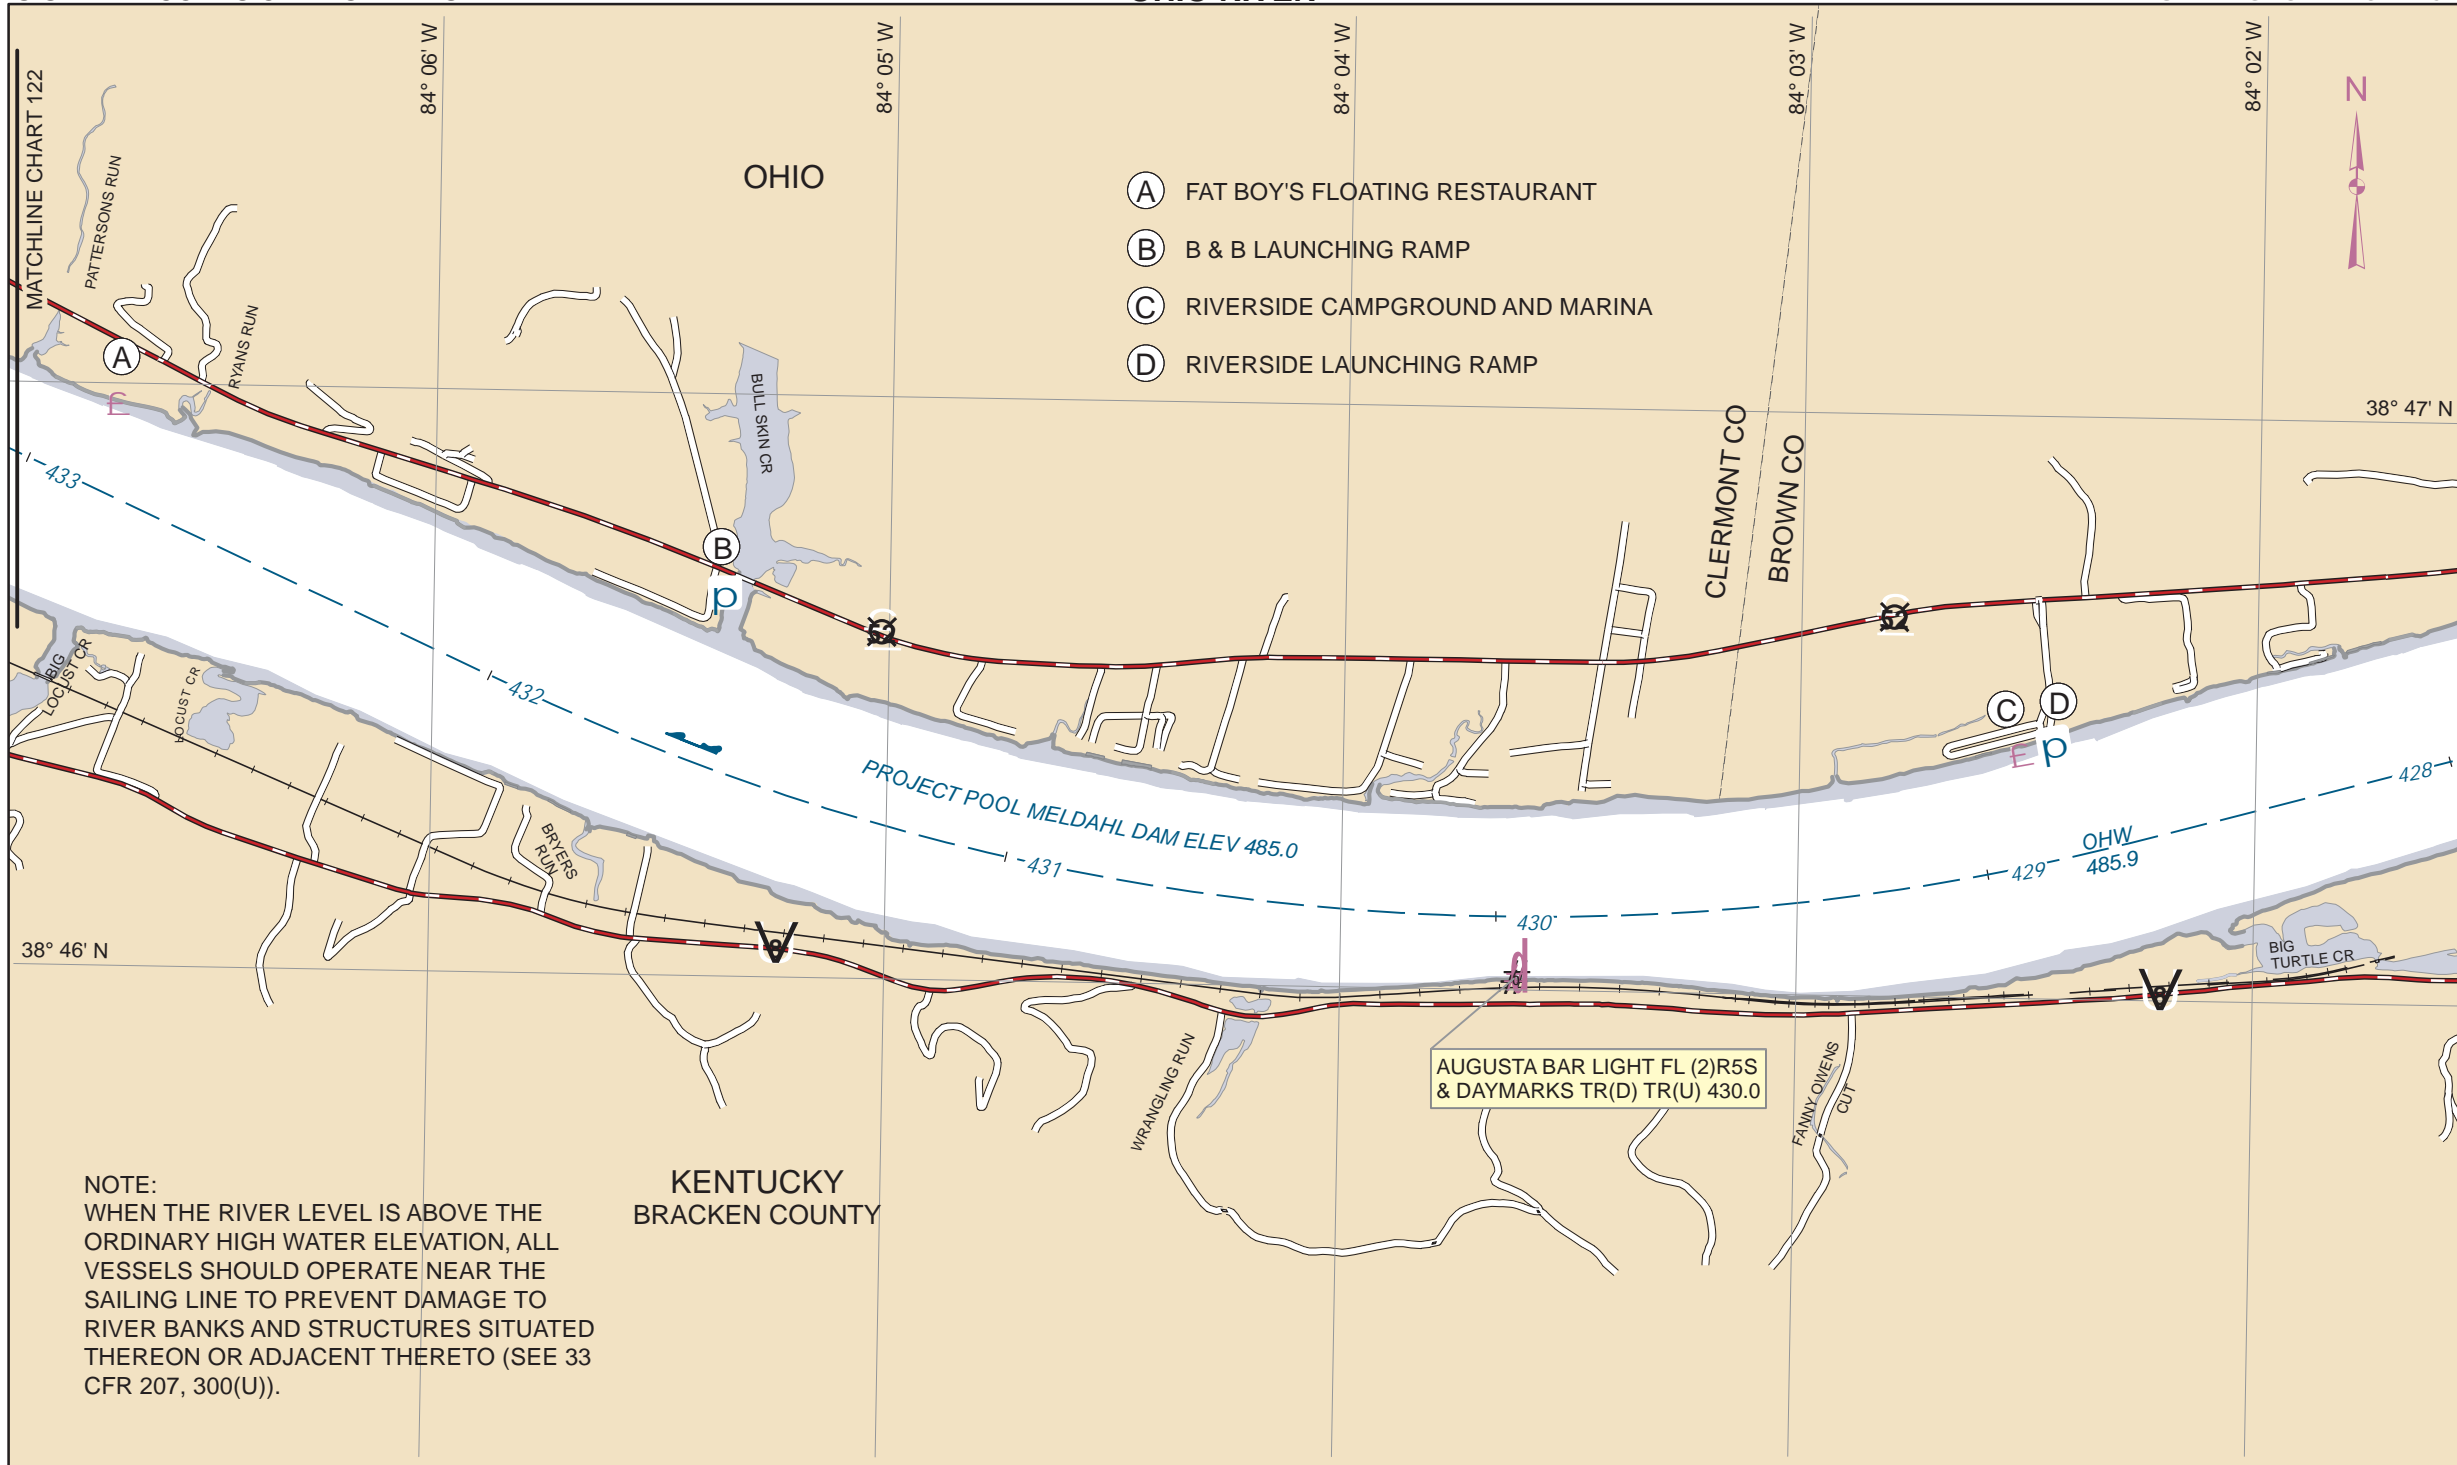 84° 06' W
84° 05' W
84° 04' W
84° 03' W
84° 02' W
N
MATCHLINE CHART 122
PATTERSONS RUN
OHIO
A FAT BOY'S FLOATING RESTAURANT
B B & B LAUNCHING RAMP
C RIVERSIDE CAMPGROUND AND MARINA
D RIVERSIDE LAUNCHING RAMP
A
RYANS RUN
BULL SKIN CR
38° 47' N
CLERMONT CO
BROWN CO
433
B
p
52
52
BIG
LOCUST CR
LOCUST CR
432
C
D
p
PROJECT POOL MELDAHL DAM ELEV 485.0
428
OHW
485.9
429
431
430
BRYERS
RUN
8
38° 46' N
BIG
TURTLE CR
8
WRANGLING RUN
AUGUSTA BAR LIGHT FL (2)R5S
& DAYMARKS TR(D) TR(U) 430.0
FANNY OWENS
CUT
KENTUCKY
BRACKEN COUNTY
NOTE:
WHEN THE RIVER LEVEL IS ABOVE THE
ORDINARY HIGH WATER ELEVATION, ALL
VESSELS SHOULD OPERATE NEAR THE
SAILING LINE TO PREVENT DAMAGE TO
RIVER BANKS AND STRUCTURES SITUATED
THEREON OR ADJACENT THERETO (SEE 33
CFR 207, 300(U)).